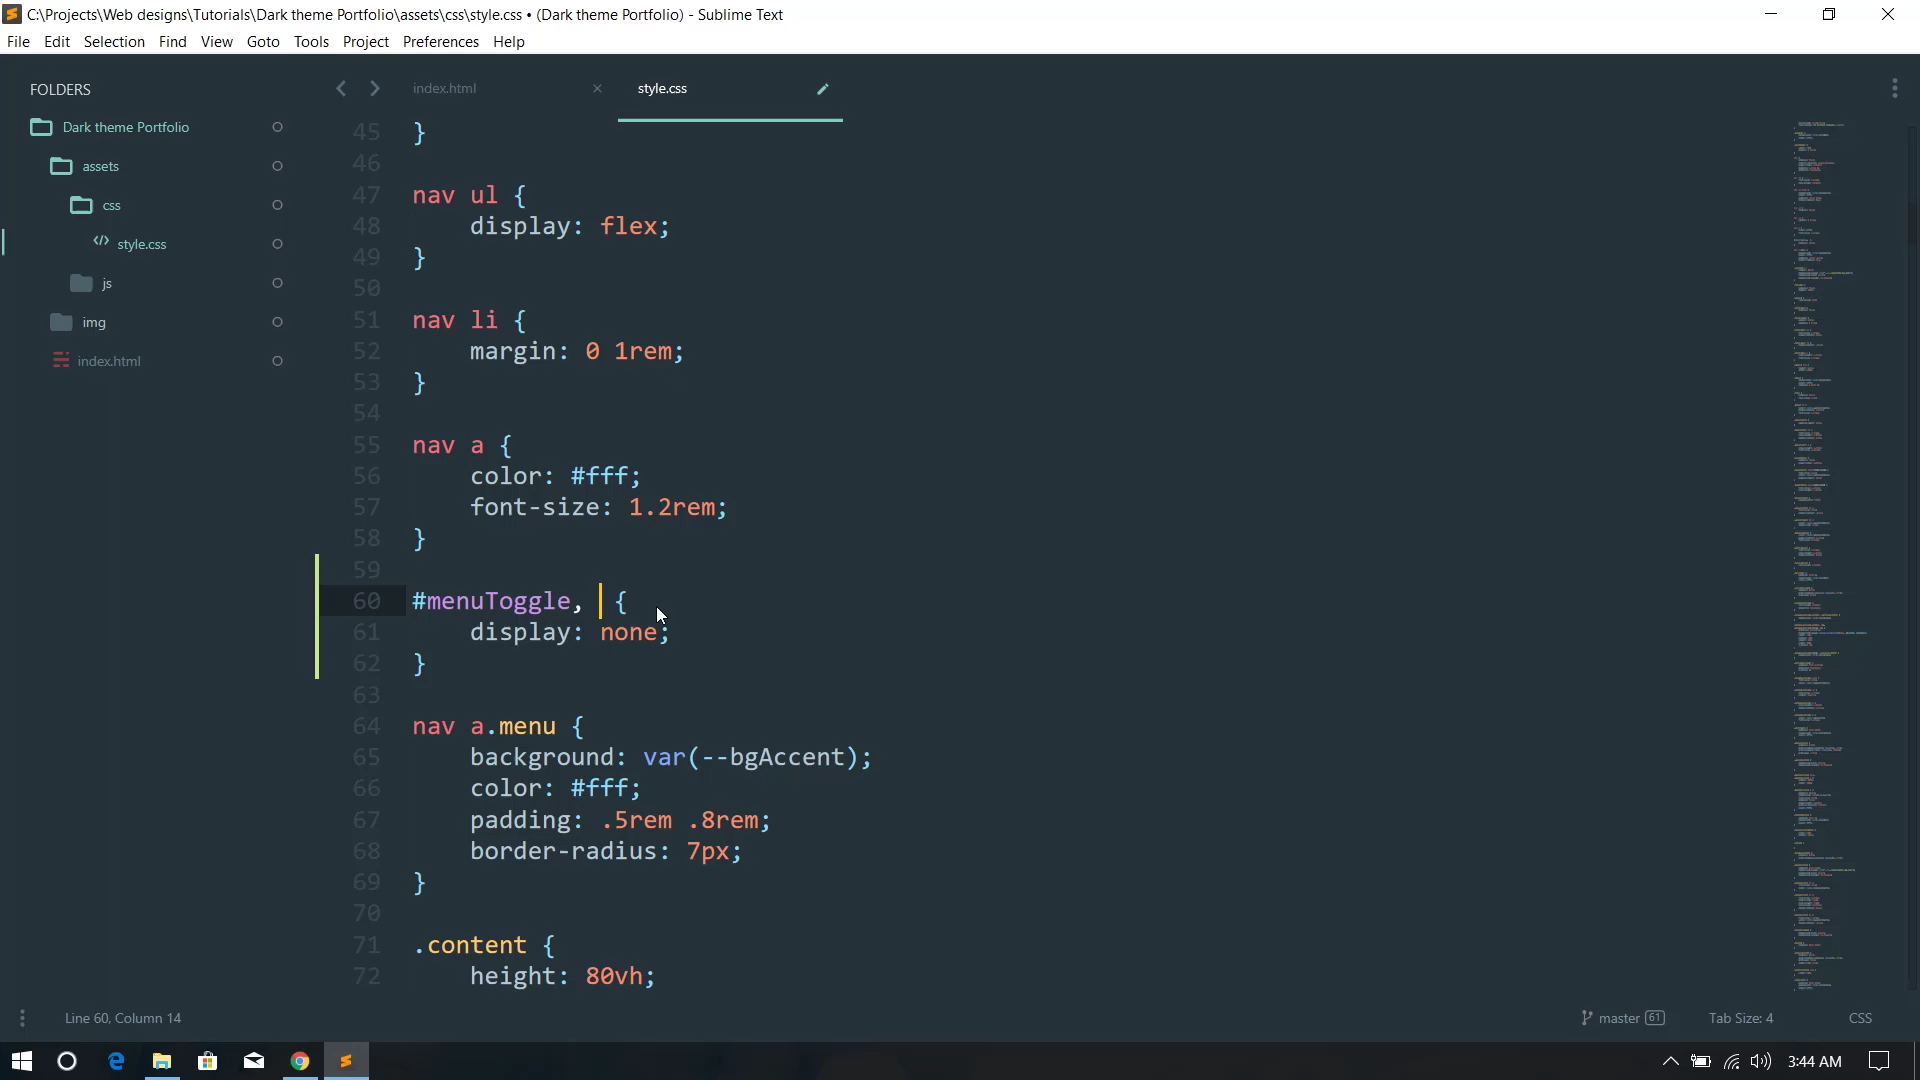 C:\Projects\Web designs\Tutorials\Dark theme Portfolio\assets\css\style.css • (Dark theme Portfolio) - Sublime Text
File Edit Selection Find View Goto Tools Project Preferences Help
FOLDERS
Dark theme Portfolio
assets
css
style.css
js
img
index.html
index.html style.css
45 }
46
47 nav ul {
48 display: flex;
49 }
50
51 nav li {
52 margin: 0 1rem;
53 }
54
55 nav a {
56 color: #fff;
57 font-size: 1.2rem;
58 }
59
60 #menuToggle, {
61 display: none;
62 }
63
64 nav a.menu {
65 background: var(--bgAccent);
66 color: #fff;
67 padding: .5rem .8rem;
68 border-radius: 7px;
69 }
70
71 .content {
72 height: 80vh;
Line 60, Column 14 master 61 Tab Size: 4 CSS
3:44 AM